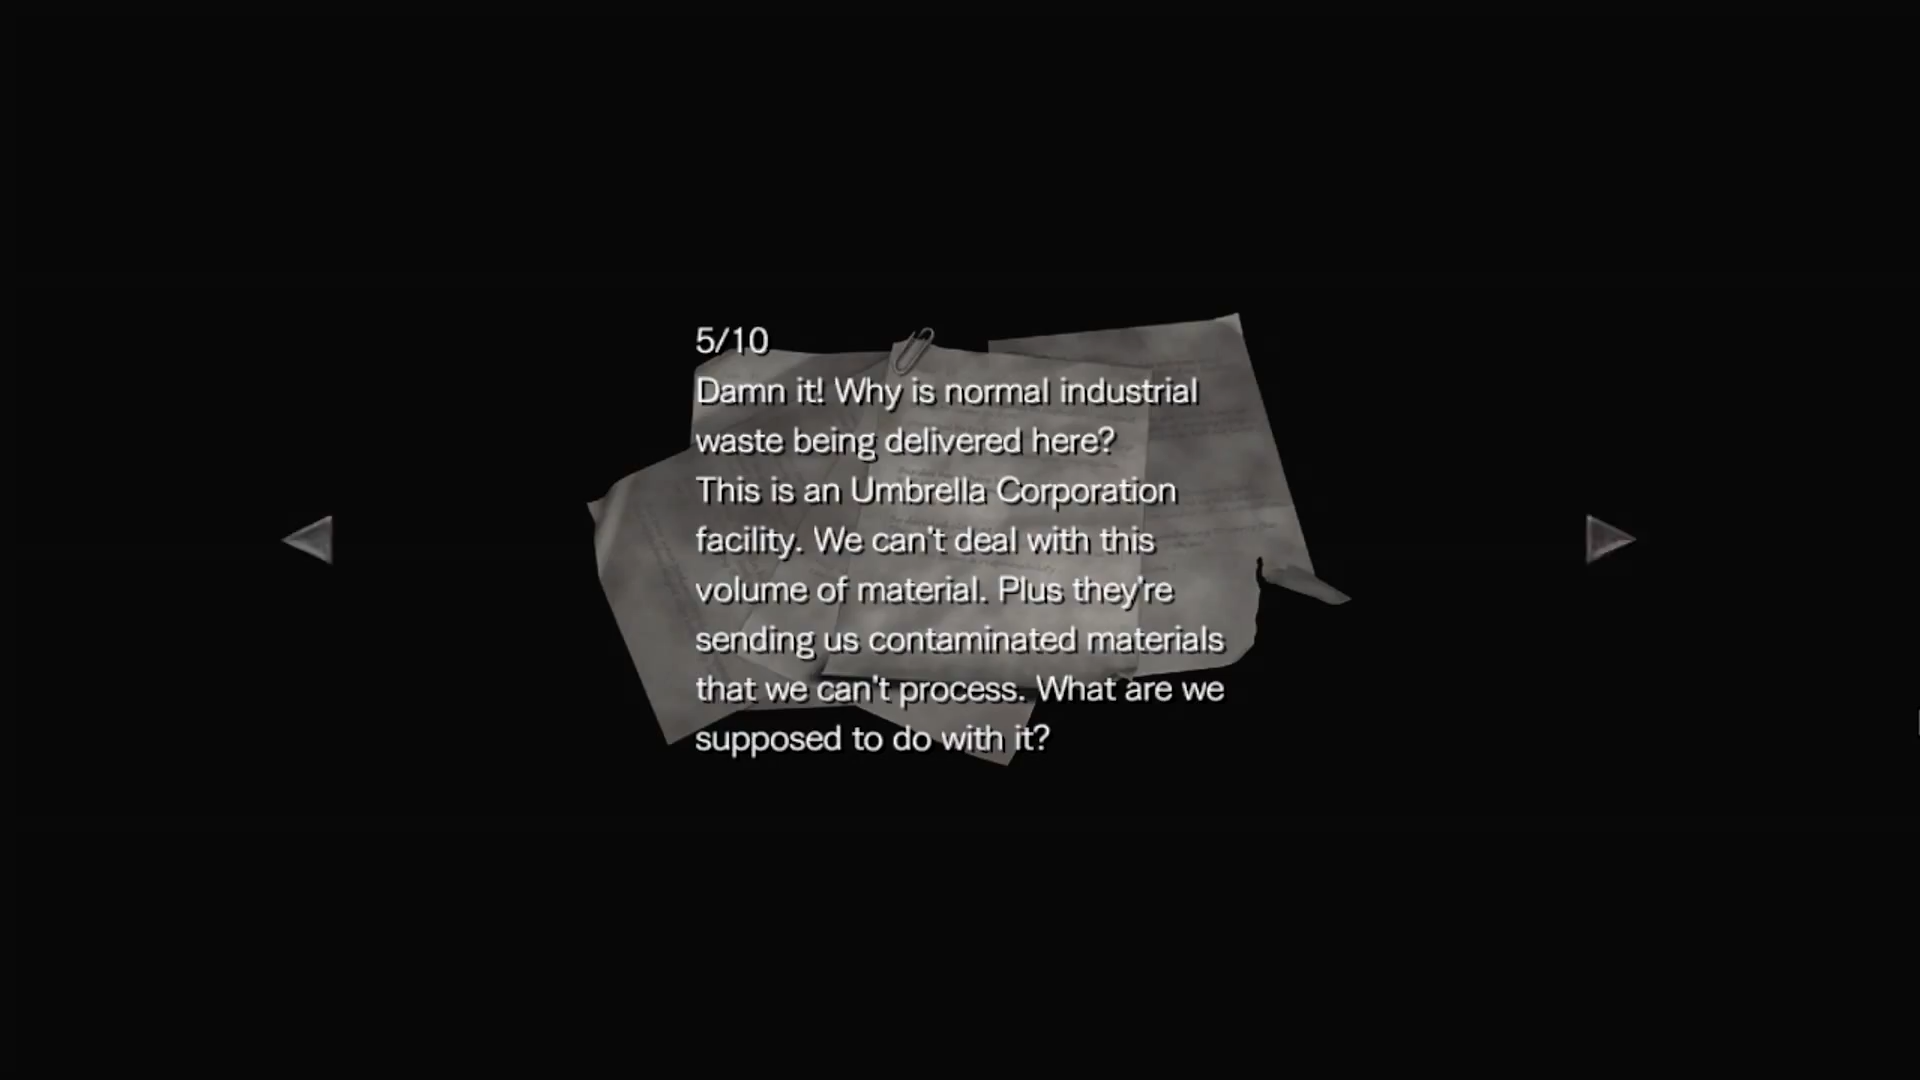 5/10
Damn it! Why is normal industrial
waste being delivered here?
This is an Umbrella Corporation
facility. We can't deal with this
volume of material. Plus they're
sending us contaminated materials
that we can't process. What are we
supposed to do with it?